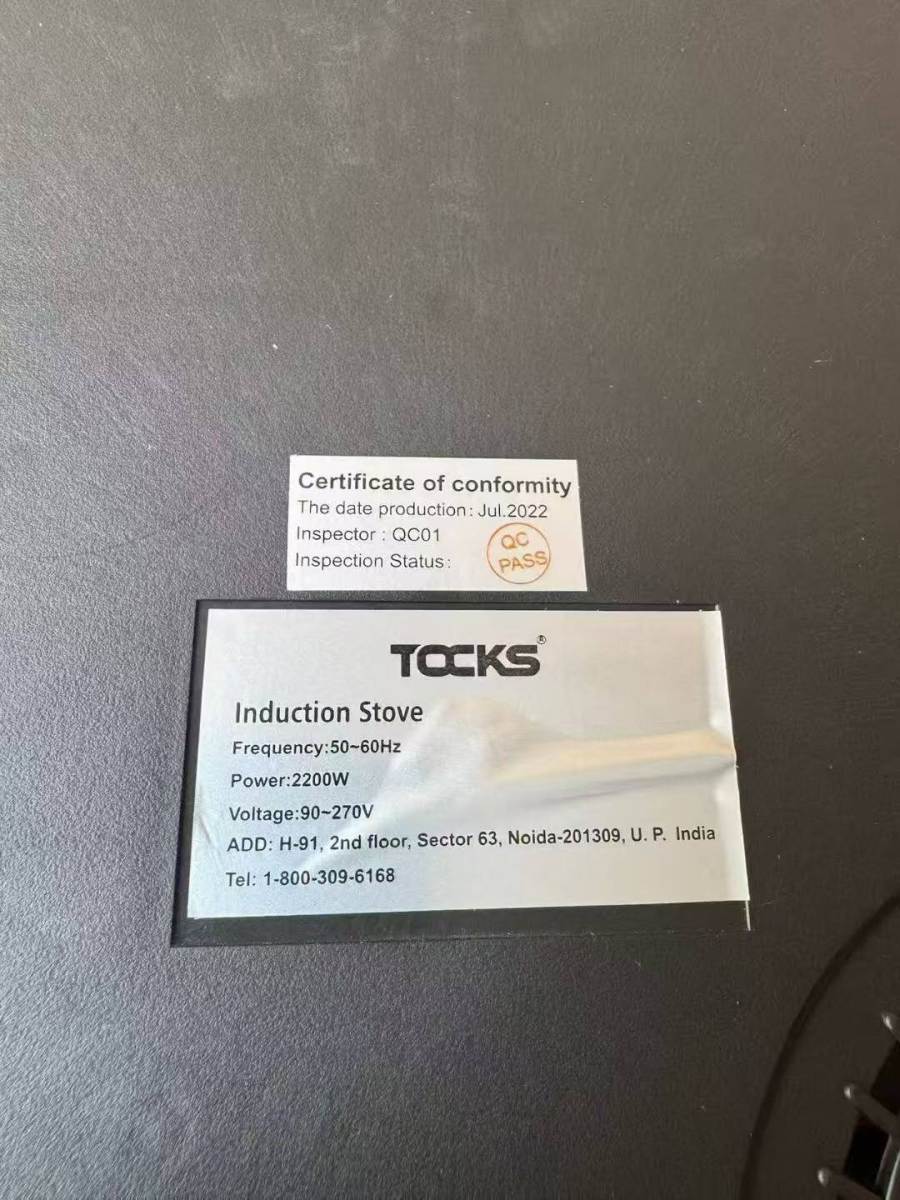 Certificate of conformity
The date production: Jul.2022
Inspector : QC01
Inspection Status:
QC
PASS
TOCKS®
Induction Stove
Frequency:50~60Hz
Power:2200W
Voltage:90~270V
ADD: H-91, 2nd floor, Sector 63, Noida-201309, U. P. India
Tel: 1-800-309-6168